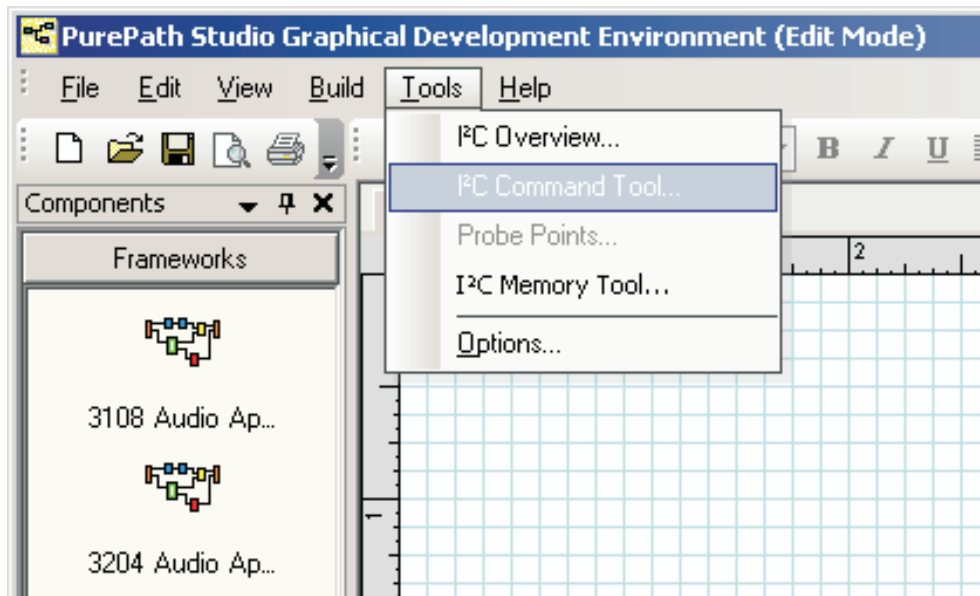 PurePath Studio Graphical Development Environment (Edit Mode)
File Edit View Build Tools Help
B I U
I²C Overview...
I²C Command Tool...
Probe Points...
I²C Memory Tool...
Options...
Components
Frameworks
3108 Audio Ap...
3204 Audio Ap...
2
1